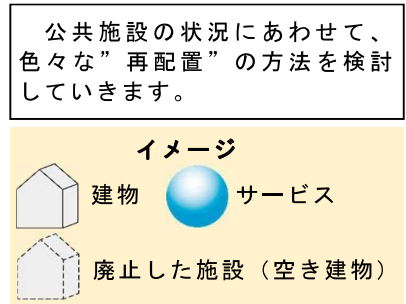 公共施設の状況にあわせて、
色々な”再配置”の方法を検討
していきます。
イメージ
建物 サービス
廃止した施設（空き建物）